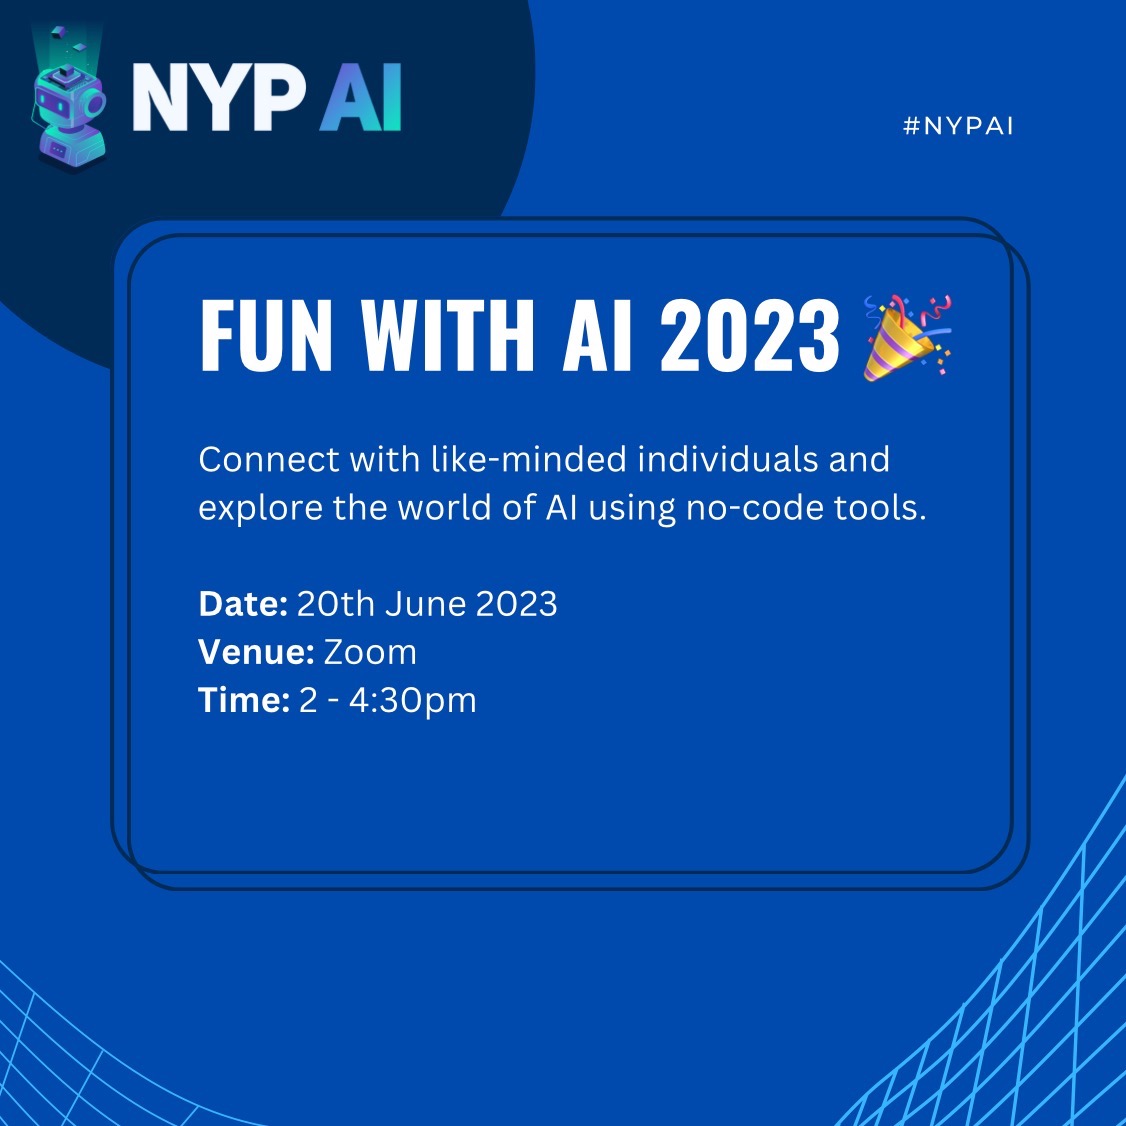 NYP AI
#NYPAI
FUN WITH AI 2023 🎉
Connect with like-minded individuals and
explore the world of AI using no-code tools.
Date: 20th June 2023
Venue: Zoom
Time: 2 - 4:30pm